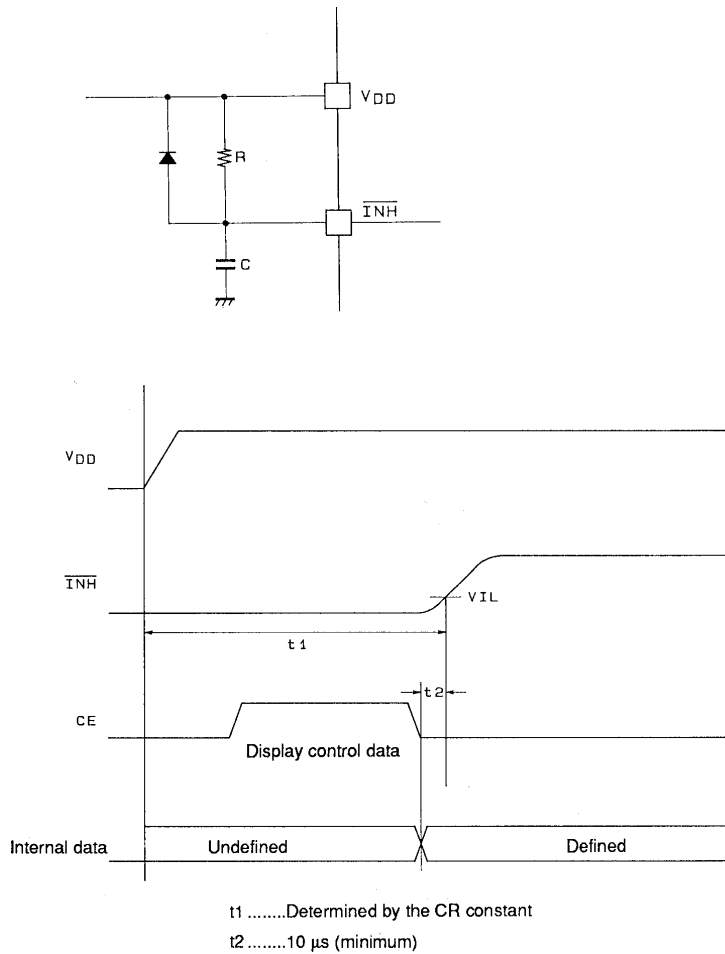 VDD
R
INH
C
VDD
INH
VIL
t1
t2
CE
Display control data
Internal data Undefined Defined
t1 ........Determined by the CR constant
t2 ........10 µs (minimum)